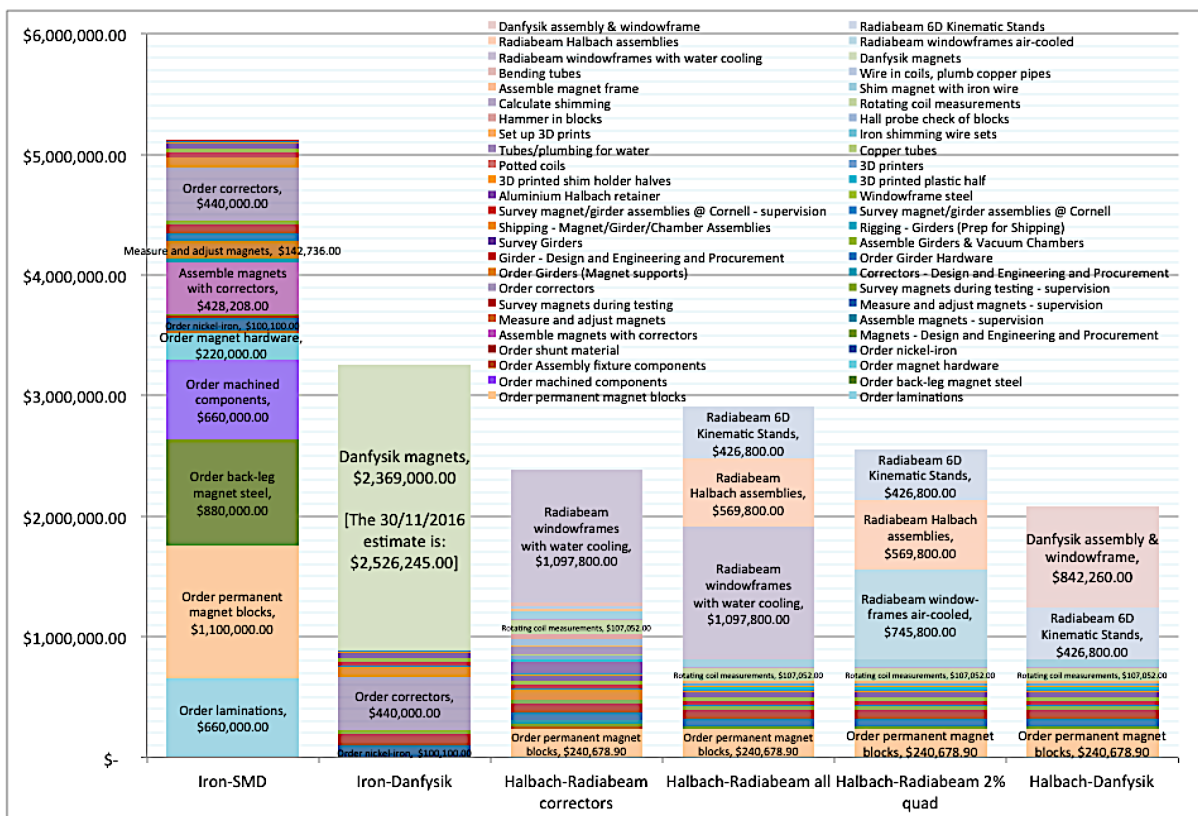 $6,000,000.00
$5,000,000.00
$4,000,000.00
$3,000,000.00
$2,000,000.00
$1,000,000.00
$-
Danfysik assembly & windowframe
Radiabeam Halbach assemblies
Radiabeam windowframes with water cooling
Bending tubes
Assemble magnet frame
Calculate shimming
Hammer in blocks
Set up 3D prints
Tubes/plumbing for water
Potted coils
3D printed shim holder halves
Aluminium Halbach retainer
Survey magnet/girder assemblies @ Cornell - supervision
Shipping - Magnet/Girder/Chamber Assemblies
Survey Girders
Girder - Design and Engineering and Procurement
Order Girders (Magnet supports)
Order correctors
Survey magnets during testing
Measure and adjust magnets
Assemble magnets with correctors
Order shunt material
Order Assembly fixture components
Order machined components
Order permanent magnet blocks
Radiabeam 6D Kinematic Stands
Radiabeam windowframes air-cooled
Danfysik magnets
Wire in coils, plumb copper pipes
Shim magnet with iron wire
Rotating coil measurements
Hall probe check of blocks
Iron shimming wire sets
Copper tubes
3D printers
3D printed plastic half
Windowframe steel
Survey magnet/girder assemblies @ Cornell
Rigging - Girders (Prep for Shipping)
Assemble Girders & Vacuum Chambers
Order Girder Hardware
Correctors - Design and Engineering and Procurement
Survey magnets during testing - supervision
Measure and adjust magnets - supervision
Assemble magnets - supervision
Magnets - Design and Engineering and Procurement
Order nickel-iron
Order magnet hardware
Order back-leg magnet steel
Order laminations
Order correctors,
$440,000.00
Measure and adjust magnets, $142,736.00
Assemble magnets
with correctors,
$428,208.00
Order nickel-iron, $100,100.00
Order magnet hardware,
$220,000.00
Order machined
components,
$660,000.00
Order back-leg
magnet steel,
$880,000.00
Order permanent
magnet blocks,
$1,100,000.00
Order laminations,
$660,000.00
Danfysik magnets,
$2,369,000.00
[The 30/11/2016
estimate is:
$2,526,245.00]
Order correctors,
$440,000.00
Order nickel-iron, $100,100.00
Radiabeam
windowframes
with water cooling,
$1,097,800.00
Rotating coil measurements, $107,052.00
Order permanent magnet
blocks, $240,678.90
Radiabeam 6D
Kinematic Stands,
$426,800.00
Radiabeam
Halbach assemblies,
$569,800.00
Radiabeam
windowframes
with water cooling,
$1,097,800.00
Rotating coil measurements, $107,052.00
Order permanent magnet
blocks, $240,678.90
Radiabeam 6D
Kinematic Stands,
$426,800.00
Radiabeam Halbach
assemblies,
$569,800.00
Radiabeam window-
frames air-cooled,
$745,800.00
Rotating coil measurements, $107,052.00
Order permanent magnet
blocks, $240,678.90
Danfysik assembly &
windowframe,
$842,260.00
Radiabeam 6D
Kinematic Stands,
$426,800.00
Rotating coil measurements, $107,052.00
Order permanent magnet
blocks, $240,678.90
Iron-SMD
Iron-Danfysik
Halbach-Radiabeam
correctors
Halbach-Radiabeam all
Halbach-Radiabeam 2%
quad
Halbach-Danfysik